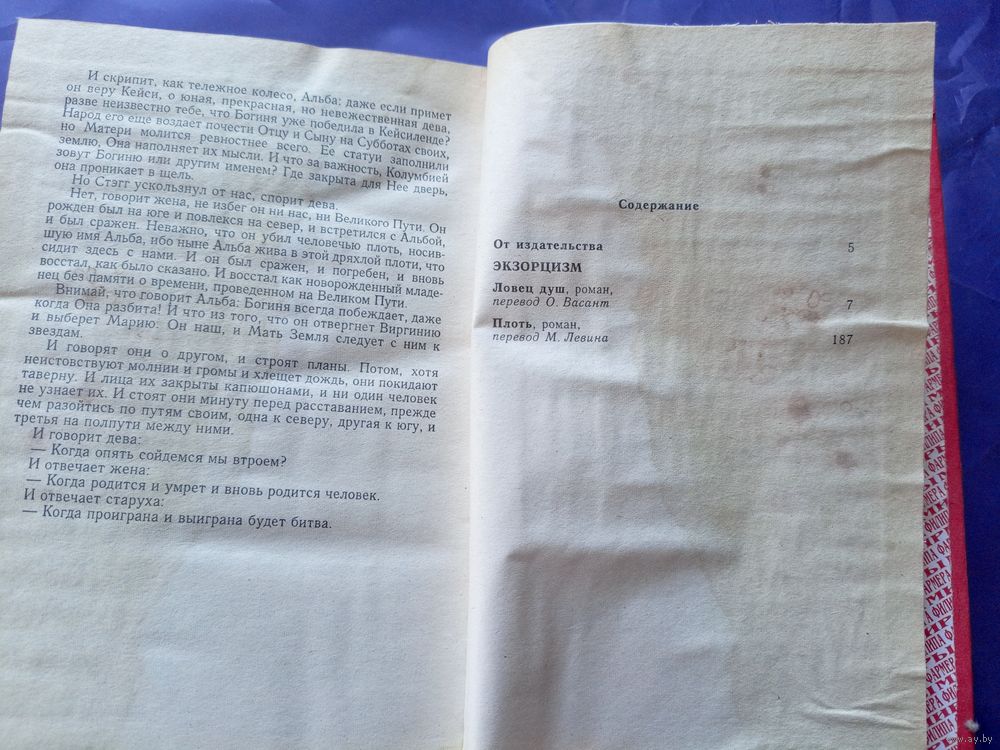 И скрипит, как тележное колесо, Альба: даже если примет
он веру Кейси, о юная, прекрасная, но невежественная дева,
разве неизвестно тебе, что Богиня уже победила в Кейсиленде?
Народ его еще воздает почести Отцу и Сыну на Субботах своих,
но Матери молится ревностнее всего. Ее статуи заполнили
землю, Она наполняет их мысли. И что за важность, Колумбией
зовут Богиню или другим именем? Где закрыта для Нее дверь,
она проникает в щель.
Но Стэгг ускользнул от нас, спорит дева.
Нет, говорит жена, не избег он ни нас, ни Великого Пути. Он
рожден был на юге и повлекся на север, и встретился с Альбой,
и был сражен. Неважно, что он убил человечью плоть, носив-
шую имя Альба, ибо ныне Альба жива в этой дряхлой плоти, что
сидит здесь с нами. И он был сражен, и погребен, и вновь
восстал, как было сказано. И восстал как новорожденный младе-
нец без памяти о времени, проведенном на Великом Пути.
Внимай, что говорит Альба: Богиня всегда побеждает, даже
когда Она разбита! И что из того, что он отвергнет Виргинию
и выберет Марию? Он наш, и Мать Земля следует с ним к
звездам.
И говорят они о другом, и строят планы. Потом, хотя
неистовствуют молнии и громы и хлещет дождь, они покидают
таверну. И лица их закрыты капюшонами, и ни один человек
не узнает их. И стоят они минуту перед расставанием, прежде
чем разойтись по путям своим, одна к северу, другая к югу, и
третья на полпути между ними.
И говорит дева:
— Когда опять сойдемся мы втроем?
И отвечает жена:
— Когда родится и умрет и вновь родится человек.
И отвечает старуха:
— Когда проиграна и выиграна будет битва.
Содержание
От издательства 5
ЭКЗОРЦИЗМ
Ловец душ, роман,
перевод О. Васант 7
Плоть, роман,
перевод М. Левина 187
www.ay.by